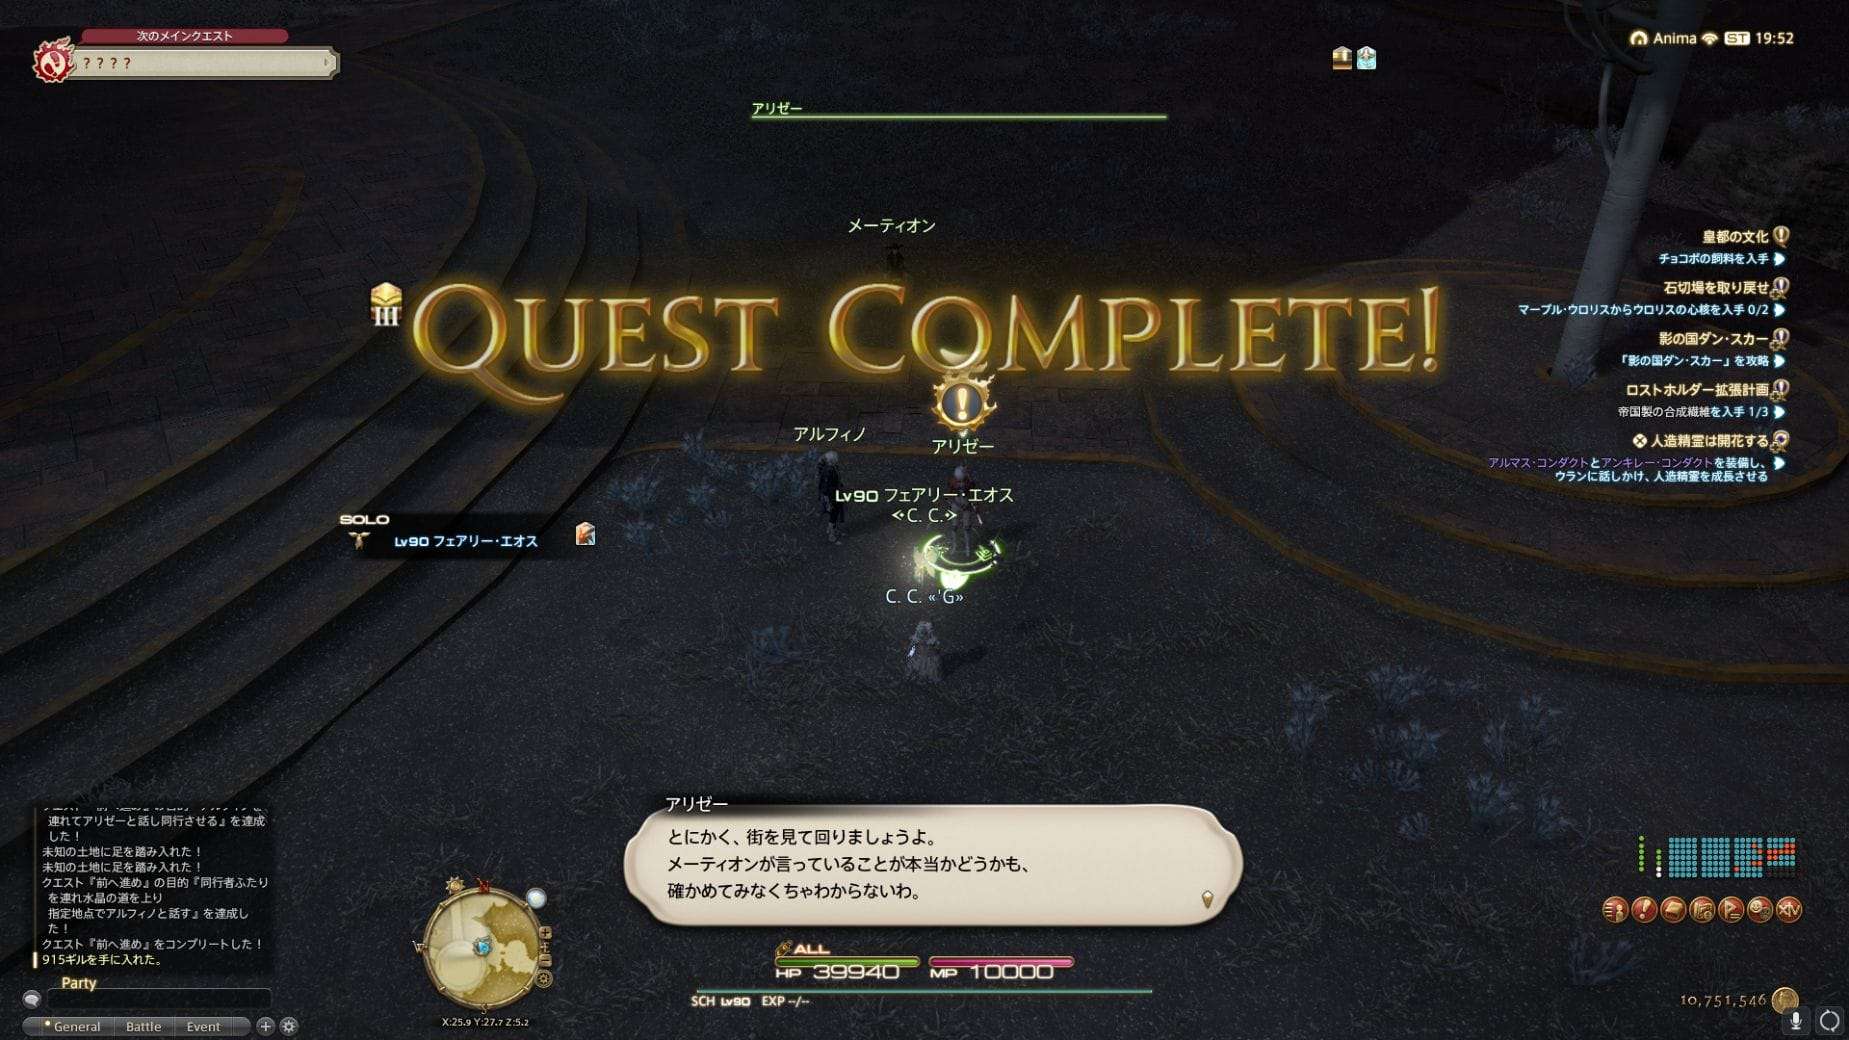 次のメインクエスト
????
Anima ST 19:52
アリゼー
メーティオン
皇都の文化
チョコボの飼料を入手
III QUEST COMPLETE!
石切場を取り戻せ
マーブル・ウロリスからウロリスの心核を入手 0/2
影の国ダン・スカー
「影の国ダン・スカー」を攻略
ロストホルダー拡張計画
帝国製の合成繊維を入手 1/3
人造精霊は開花する
アルマス・コンダクトとアンキレー・コンダクトを装備し、
ウランに話しかけ、人造精霊を成長させる
アルフィノ
アリゼー
Lv90 フェアリー・エオス
«C. C.»
SOLO
Lv90 フェアリー・エオス
C. C. «'G»
アリゼー
とにかく、街を見て回りましょうよ。
メーティオンが言っていることが本当かどうかも、
確かめてみなくちゃわからないわ。
連れてアリゼーと話し同行させる』を達成
した！
未知の土地に足を踏み入れた！
未知の土地に足を踏み入れた！
クエスト『前へ進め』の目的『同行者ふたり
を連れ水晶の道を上り
指定地点でアルフィノと話す』を達成し
た！
クエスト『前へ進め』をコンプリートした！
915ギルを手に入れた。
Party
General Battle Event
N
W
S
X:25.9 Y:27.7 Z:5.2
ALL
HP 39940 MP 10000
SCH Lv90 EXP --/--
XIV
10,751,546